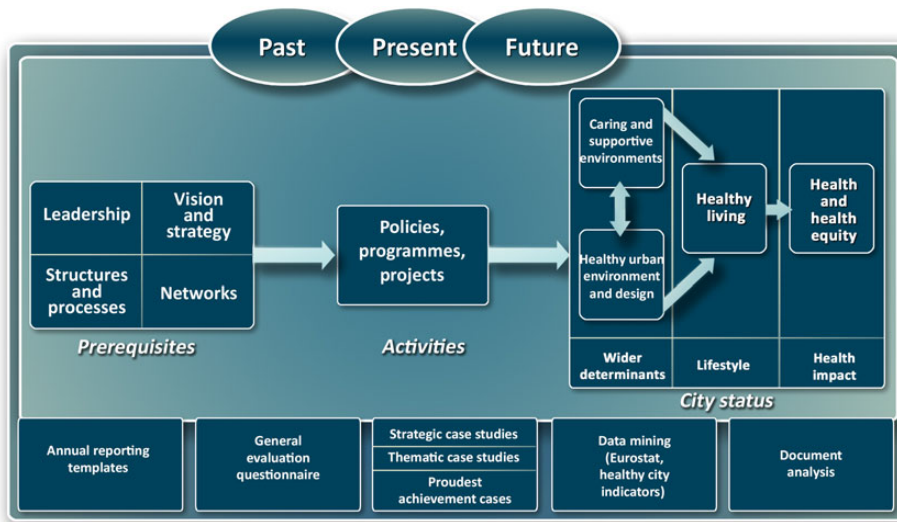 Past
Present
Future
Leadership
Vision
and
strategy
Structures
and
processes
Networks
Prerequisites
Policies,
programmes,
projects
Activities
Caring and
supportive
environments
Healthy urban
environment
and design
Healthy
living
Health
and
health
equity
Wider
determinants
Lifestyle
Health
impact
City status
Annual reporting
templates
General
evaluation
questionnaire
Strategic case studies
Thematic case studies
Proudest
achievement cases
Data mining
(Eurostat,
healthy city
indicators)
Document
analysis